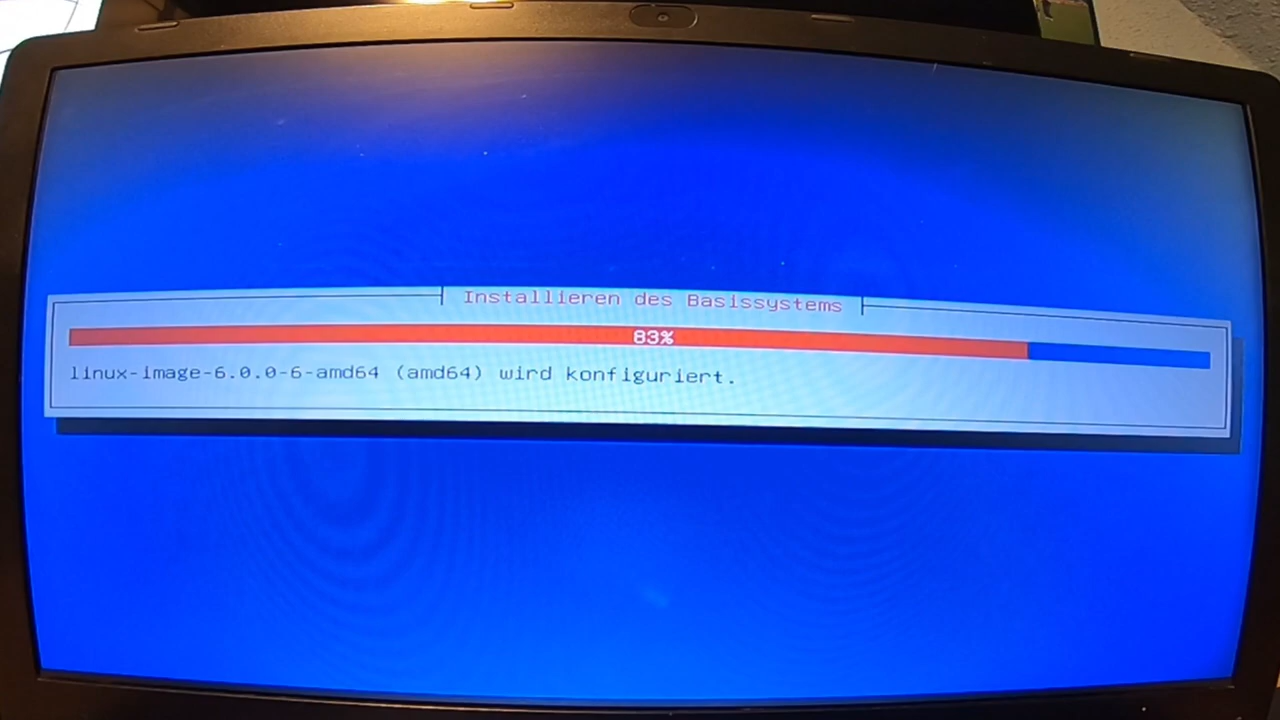 Installieren des Basissystems
83%
linux-image-6.0.0-6-amd64 (amd64) wird konfiguriert.